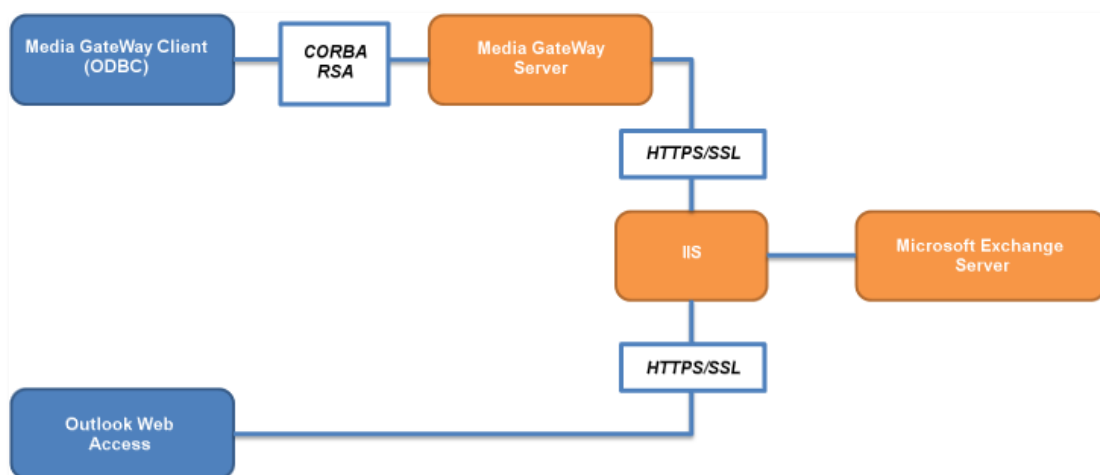 Media GateWay Client
(ODBC)
CORBA
RSA
Media GateWay
Server
HTTPS/SSL
IIS
Microsoft Exchange
Server
HTTPS/SSL
Outlook Web
Access